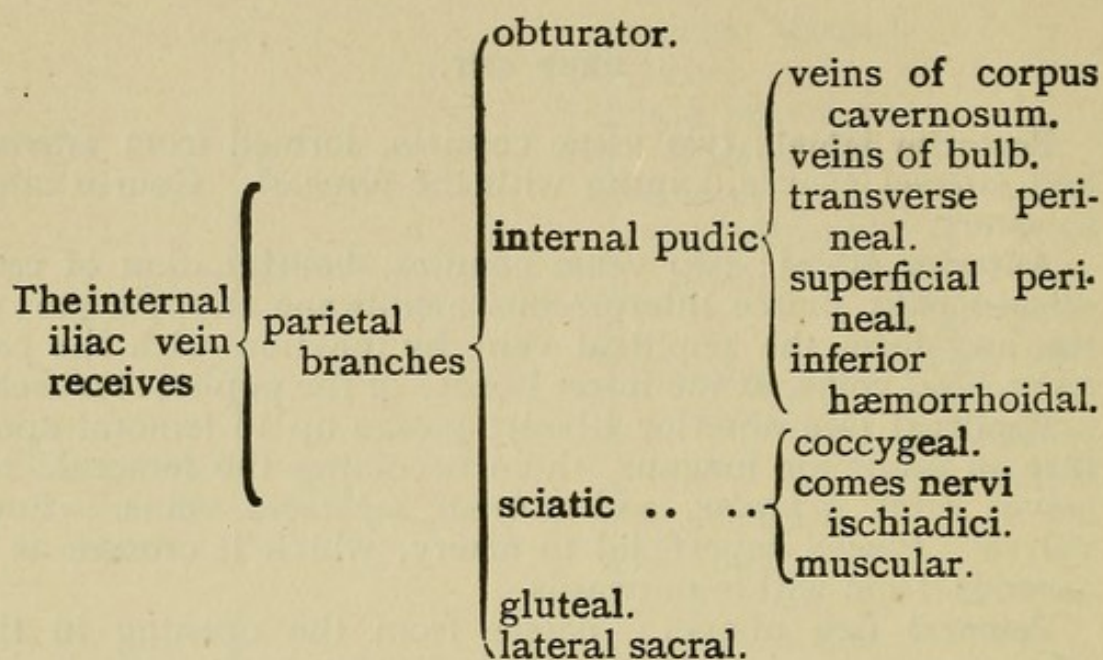 The internal
iliac vein
receives
parietal
branches
obturator.
internal pudic
veins of corpus
cavernosum.
veins of bulb.
transverse peri-
neal.
superficial peri-
neal.
inferior
hæmorrhoidal.
sciatic .. ..
coccygeal.
comes nervi
ischiadici.
muscular.
gluteal.
lateral sacral.